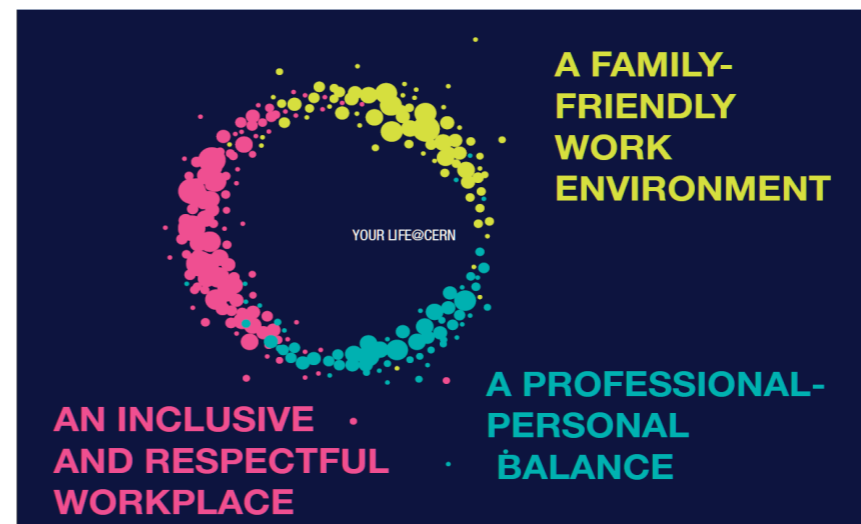 A FAMILY-
FRIENDLY
WORK
ENVIRONMENT
YOUR LIFE@CERN
A PROFESSIONAL-
PERSONAL
BALANCE
AN INCLUSIVE
AND RESPECTFUL
WORKPLACE